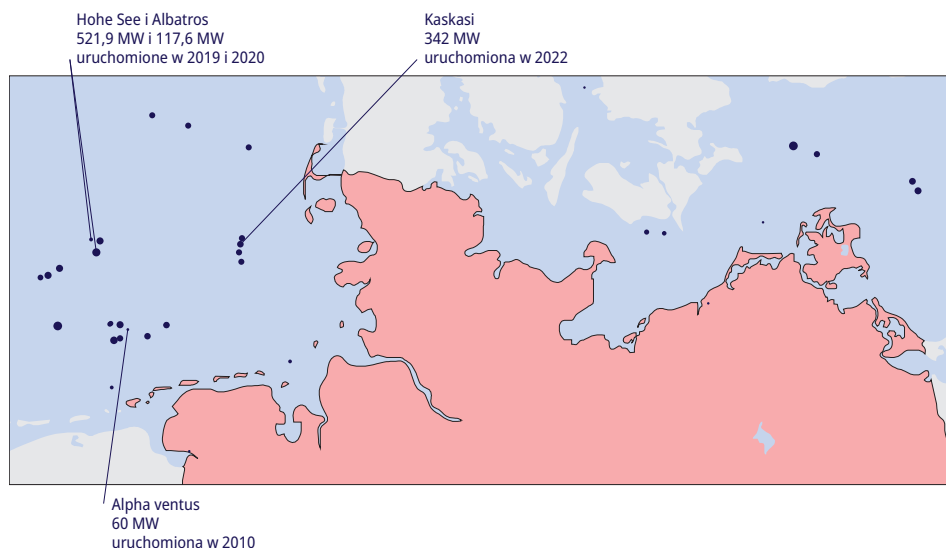 Hohe See i Albatros
521,9 MW i 117,6 MW
uruchomione w 2019 i 2020
Kaskasi
342 MW
uruchomiona w 2022
Alpha ventus
60 MW
uruchomiona w 2010